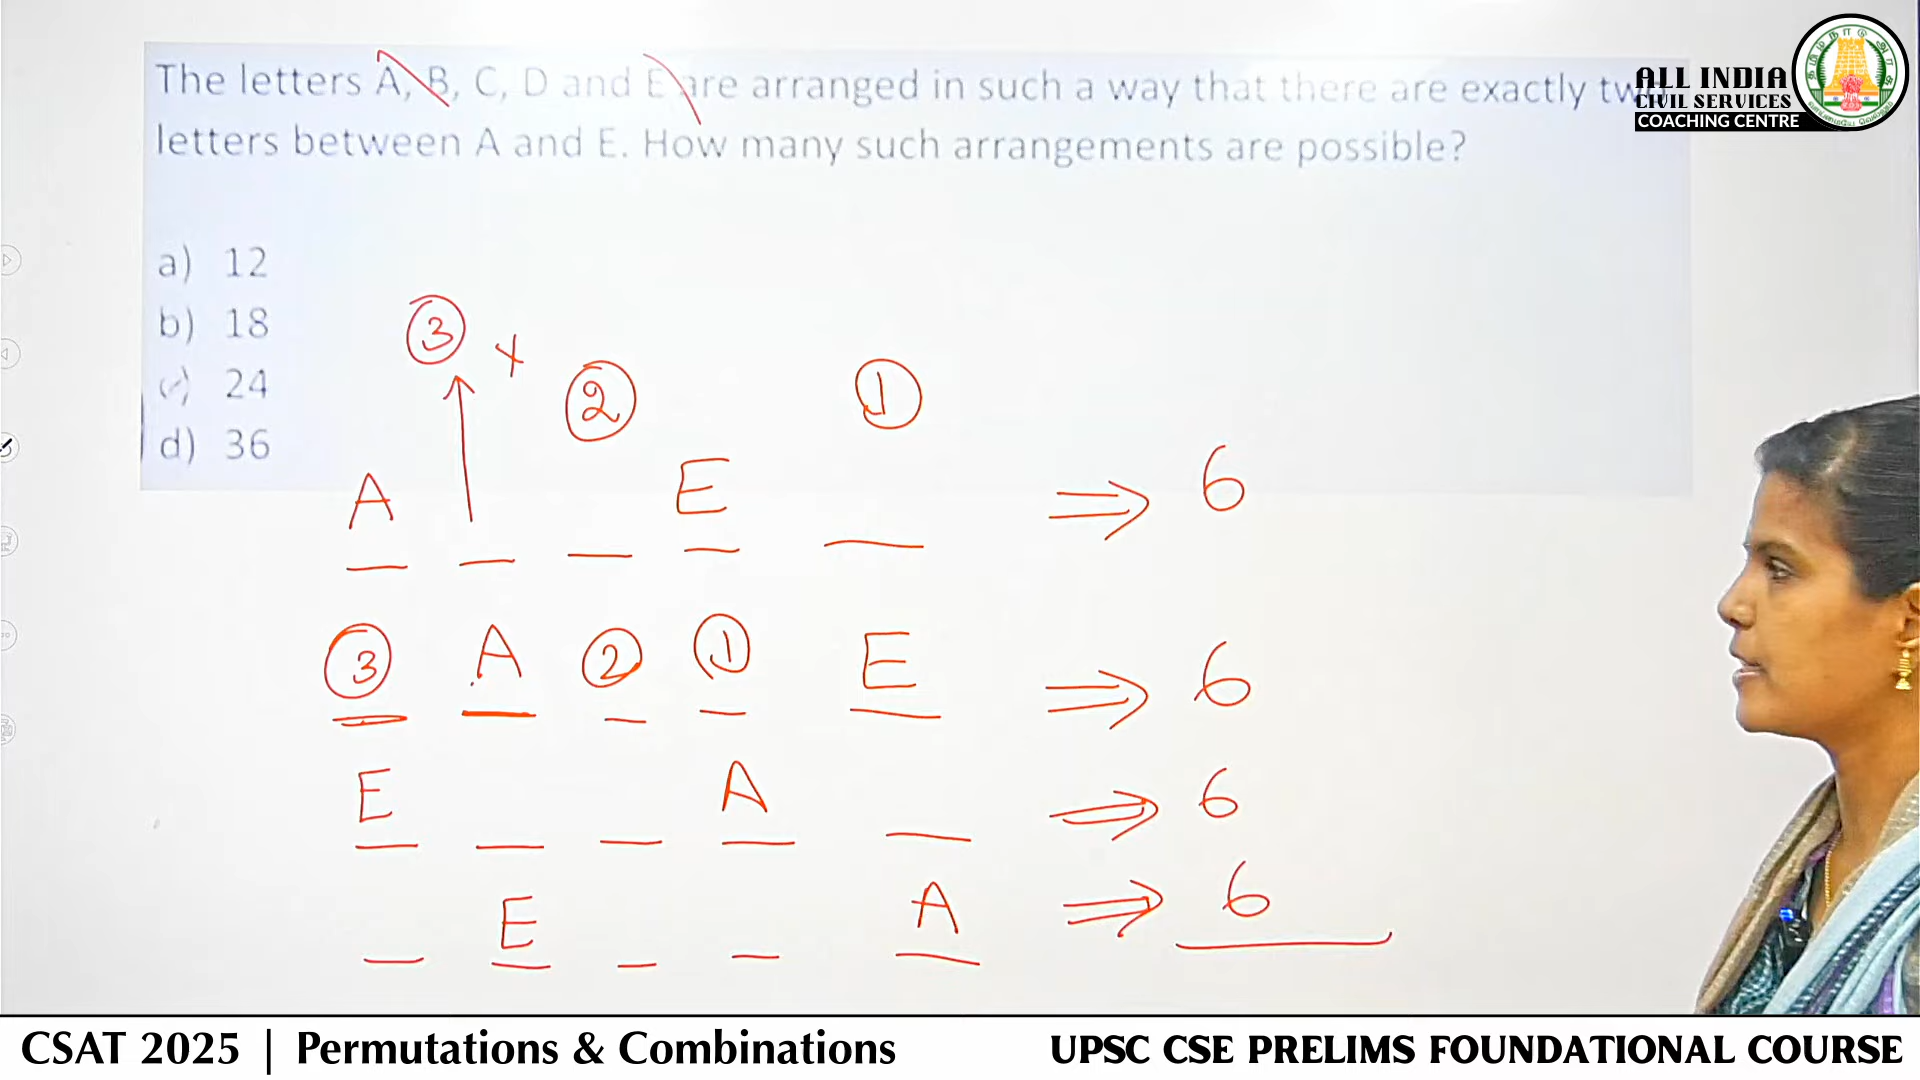 The letters A, B, C, D and E are arranged in such a way that there are exactly
letters between A and E. How many such arrangements are possible?
ALL INDIA
CIVIL SERVICES
COACHING CENTRE
a) 12
b) 18
c) 24
d) 36
3 ×
2 1
A E ⇒ 6
3 A 2 1 E ⇒ 6
E A ⇒ 6
E A ⇒ 6
CSAT 2025 | Permutations & Combinations
UPSC CSE PRELIMS FOUNDATIONAL COURSE